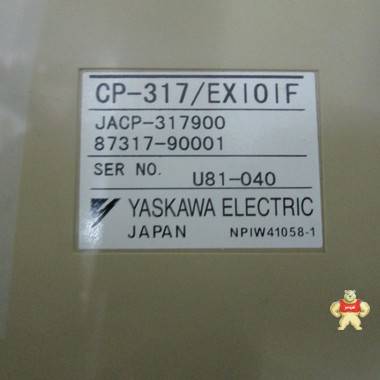 CP-317/EXIOIF
JACP-317900
87317-90001
SER NO. U81-040
YASKAWA ELECTRIC
JAPAN NPIW41058-1